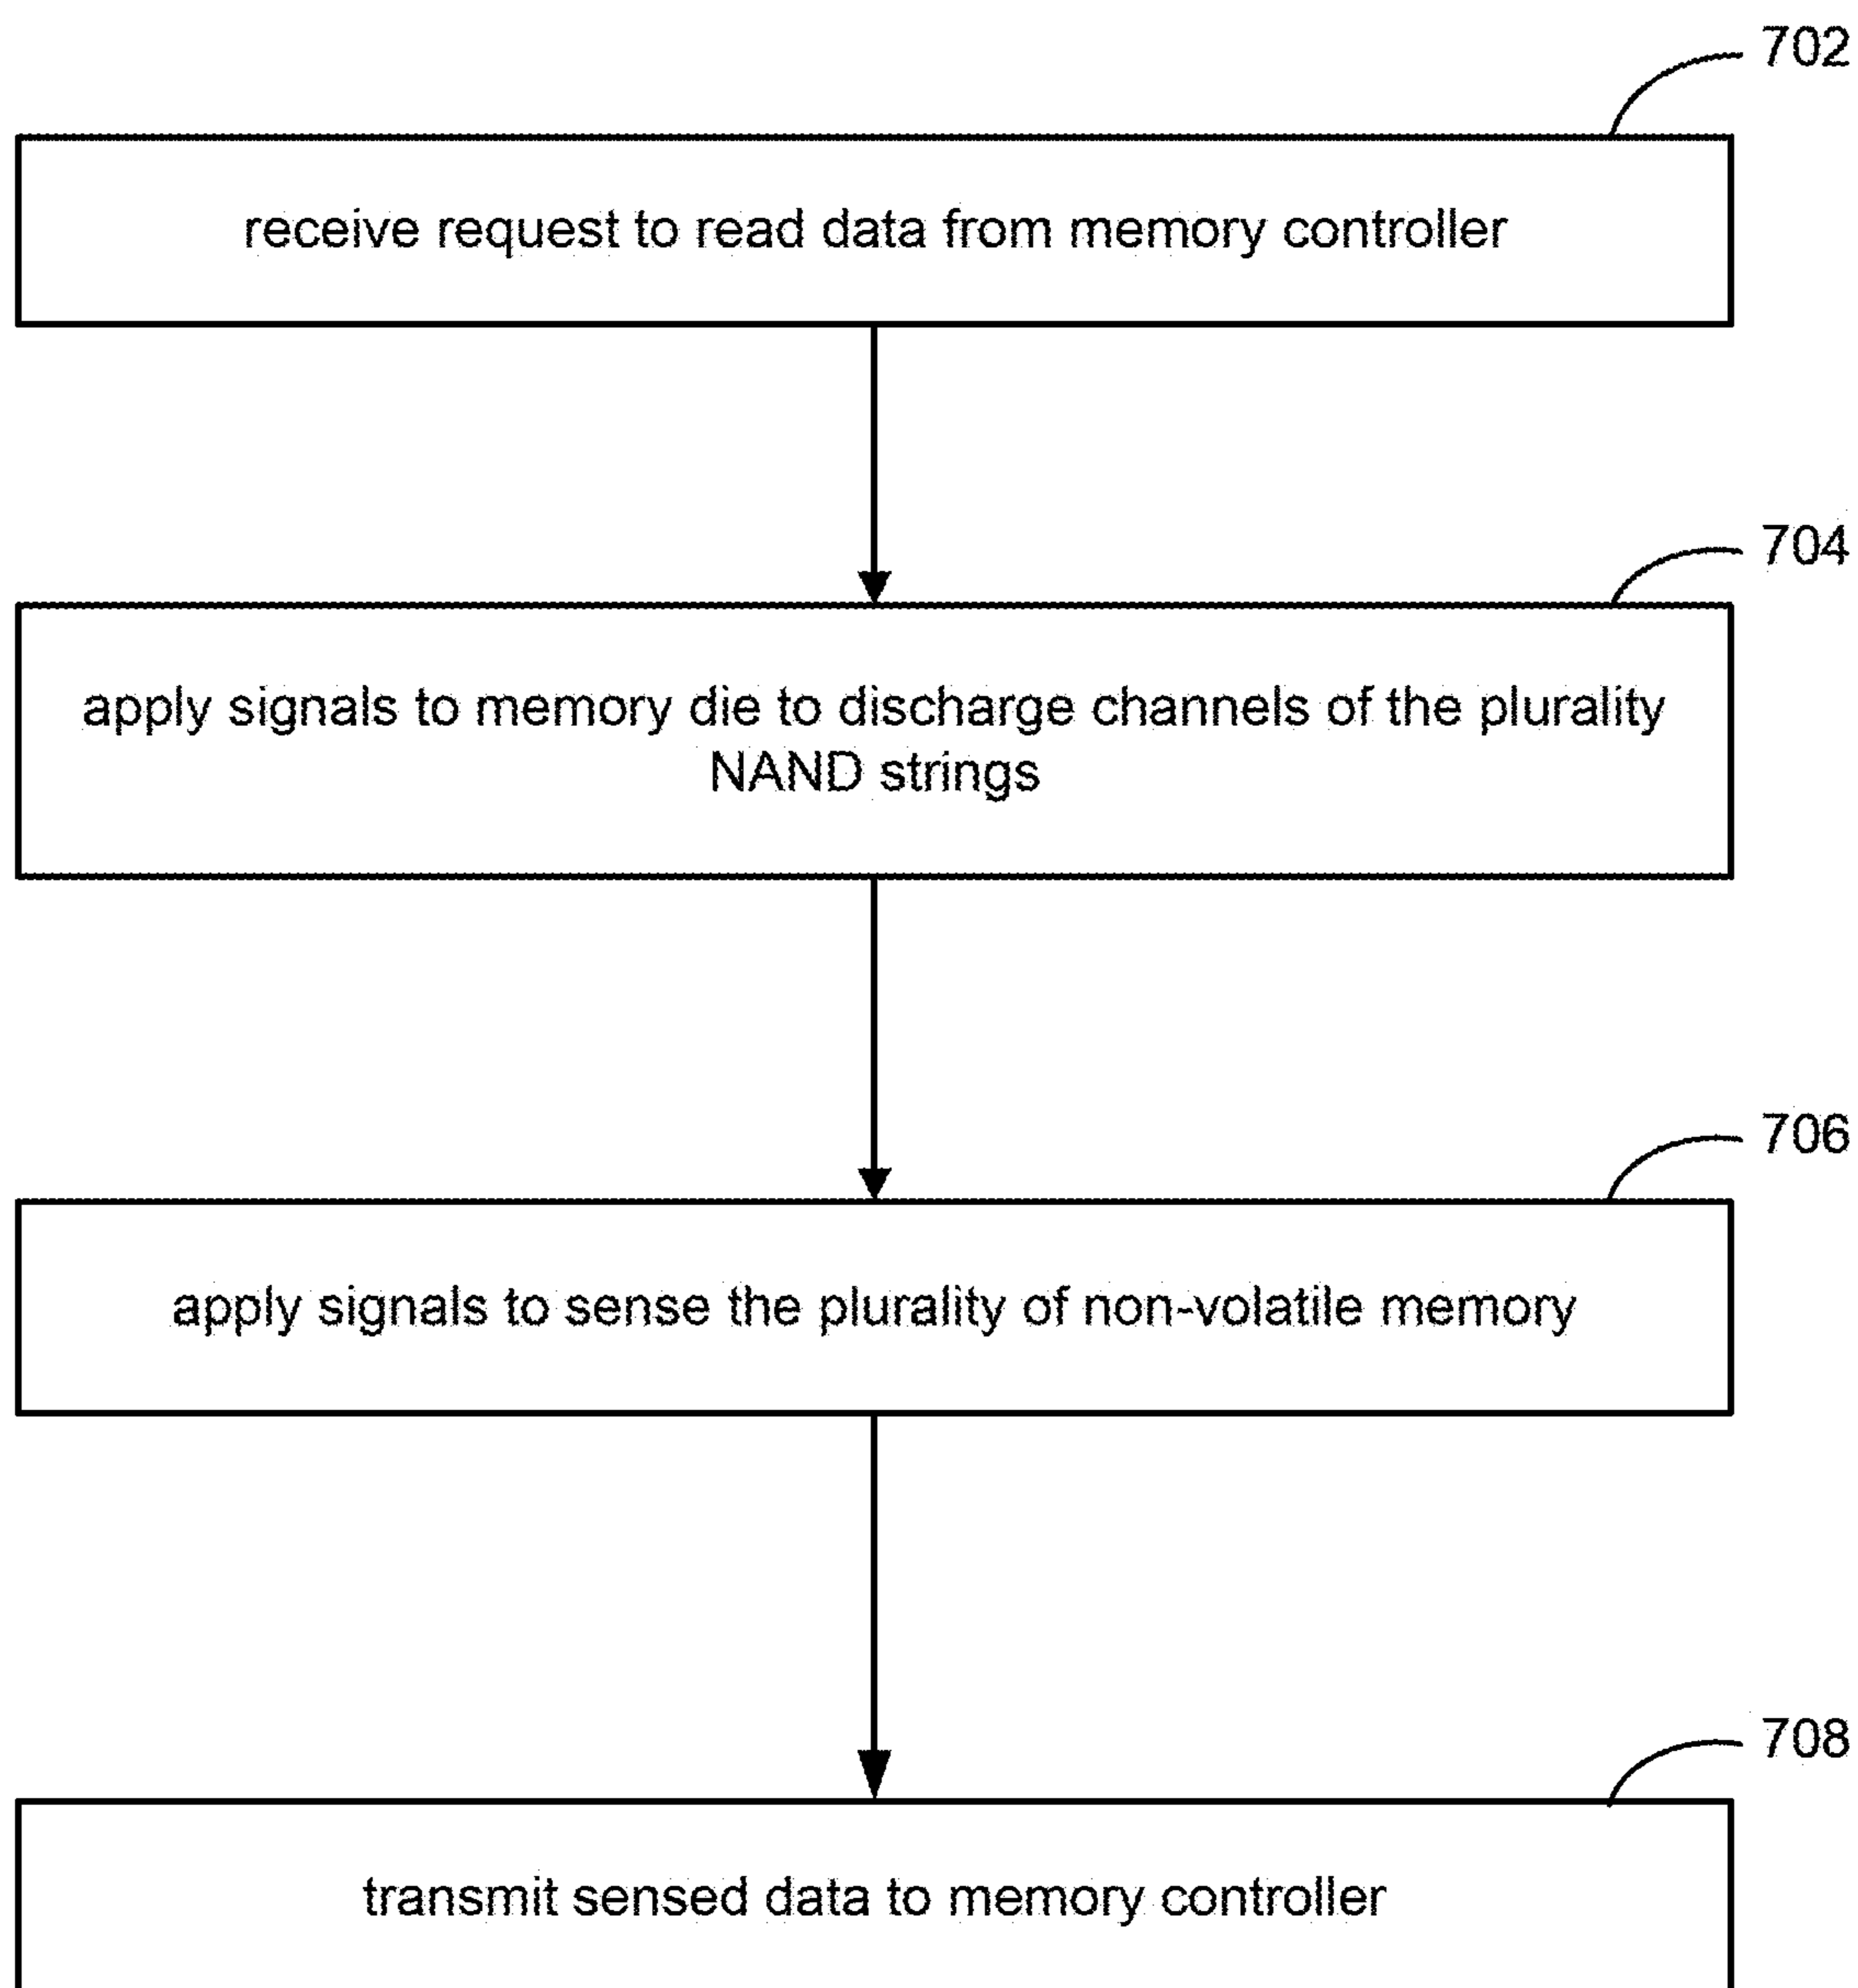 702
receive request to read data from memory controller
704
apply signals to memory die to discharge channels of the plurality
NAND strings
706
apply signals to sense the plurality of non-volatile memory
708
transmit sensed data to memory controller